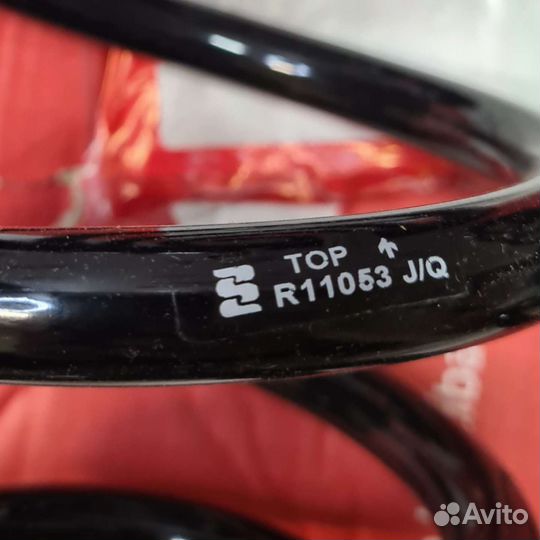 TOP ↑
R11053 J/Q
Avito